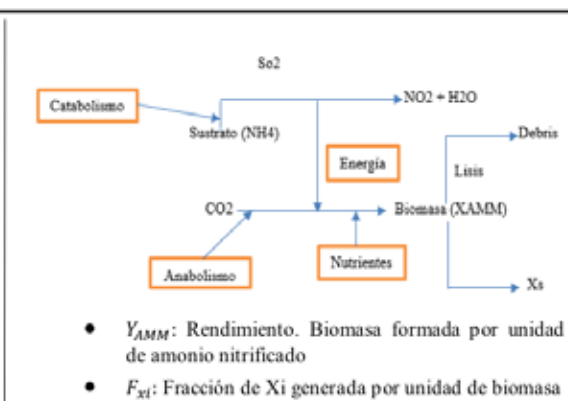 So2
Catabolismo
NO2 + H2O
Sustrato (NH4)
Debris
Energía
Lisis
CO2
Biomasa (XAMM)
Anabolismo
Nutrientes
Xs
● Y_AMM: Rendimiento. Biomasa formada por unidad
de amonio nitrificado
● F_xi: Fracción de Xi generada por unidad de biomasa